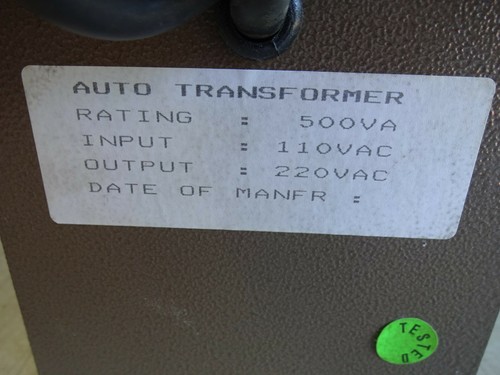 AUTO TRANSFORMER
RATING : 500VA
INPUT : 110VAC
OUTPUT : 220VAC
DATE OF MANFR :
TESTED